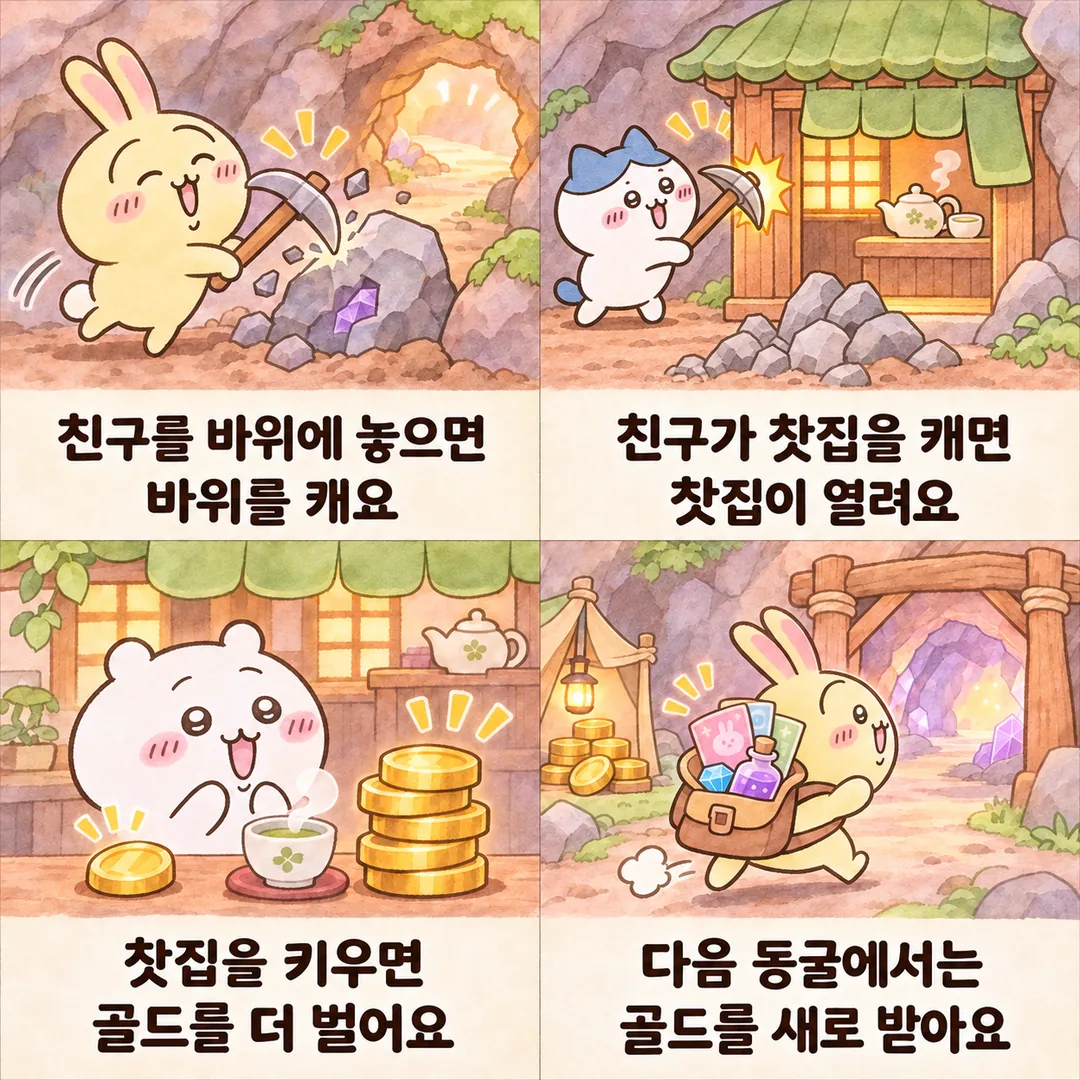 친구를 바위에 놓으면
바위를 캐요
친구가 찻집을 캐면
찻집이 열려요
찻집을 키우면
골드를 더 벌어요
다음 동굴에서는
골드를 새로 받아요